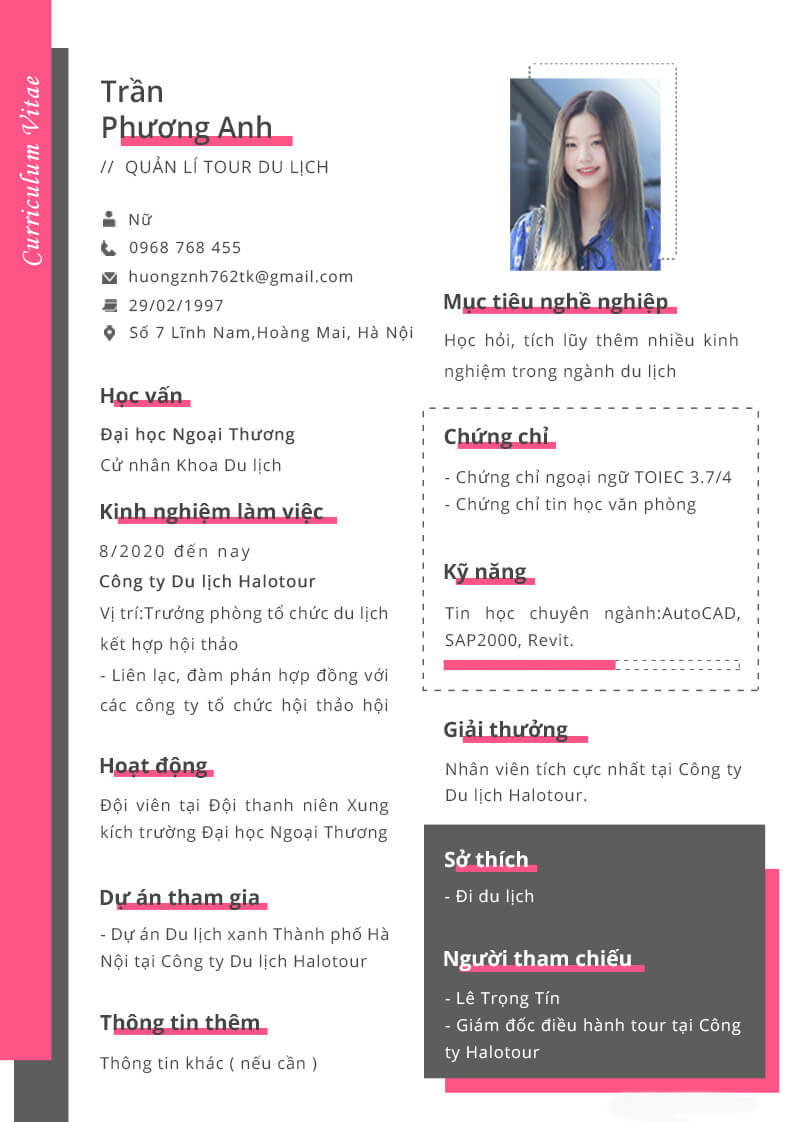 Curriculum Vitae
Trần
Phương Anh
// QUẢN LÍ TOUR DU LỊCH
Nữ
0968 768 455
huongznh762tk@gmail.com
29/02/1997
Số 7 Lĩnh Nam,Hoàng Mai, Hà Nội
Học vấn
Đại học Ngoại Thương
Cử nhân Khoa Du lịch
Kinh nghiệm làm việc
8/2020 đến nay
Công ty Du lịch Halotour
Vị trí:Trưởng phòng tổ chức du lịch
kết hợp hội thảo
- Liên lạc, đàm phán hợp đồng với
các công ty tổ chức hội thảo hội
Hoạt động
Đội viên tại Đội thanh niên Xung
kích trường Đại học Ngoại Thương
Dự án tham gia
- Dự án Du lịch xanh Thành phố Hà
Nội tại Công ty Du lịch Halotour
Thông tin thêm
Thông tin khác ( nếu cần )
Mục tiêu nghề nghiệp
Học hỏi, tích lũy thêm nhiều kinh
nghiệm trong ngành du lịch
Chứng chỉ
- Chứng chỉ ngoại ngữ TOIEC 3.7/4
- Chứng chỉ tin học văn phòng
Kỹ năng
Tin học chuyên ngành:AutoCAD,
SAP2000, Revit.
Giải thưởng
Nhân viên tích cực nhất tại Công ty
Du lịch Halotour.
Sở thích
- Đi du lịch
Người tham chiếu
- Lê Trọng Tín
- Giám đốc điều hành tour tại Công
ty Halotour